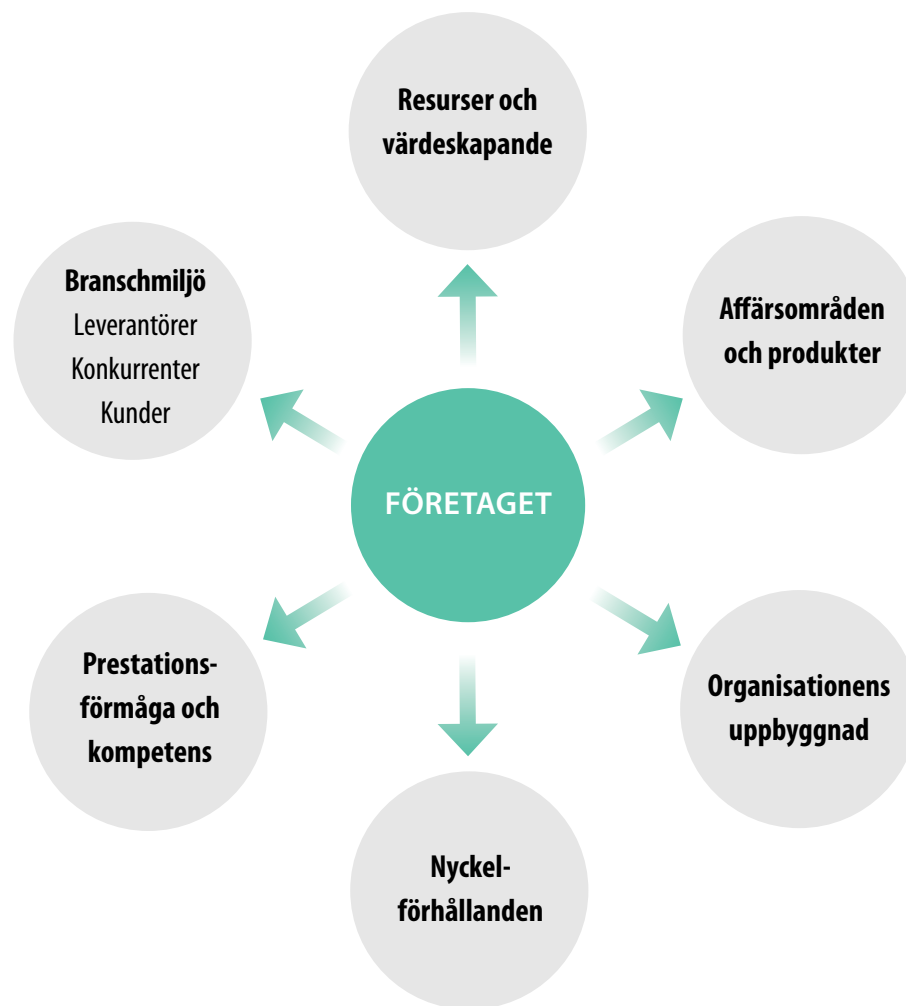 Resurser och
värdeskapande
Branschmiljö
Leverantörer
Konkurrenter
Kunder
Affärsområden
och produkter
FÖRETAGET
Prestations-
förmåga och
kompetens
Organisationens
uppbyggnad
Nyckel-
förhållanden